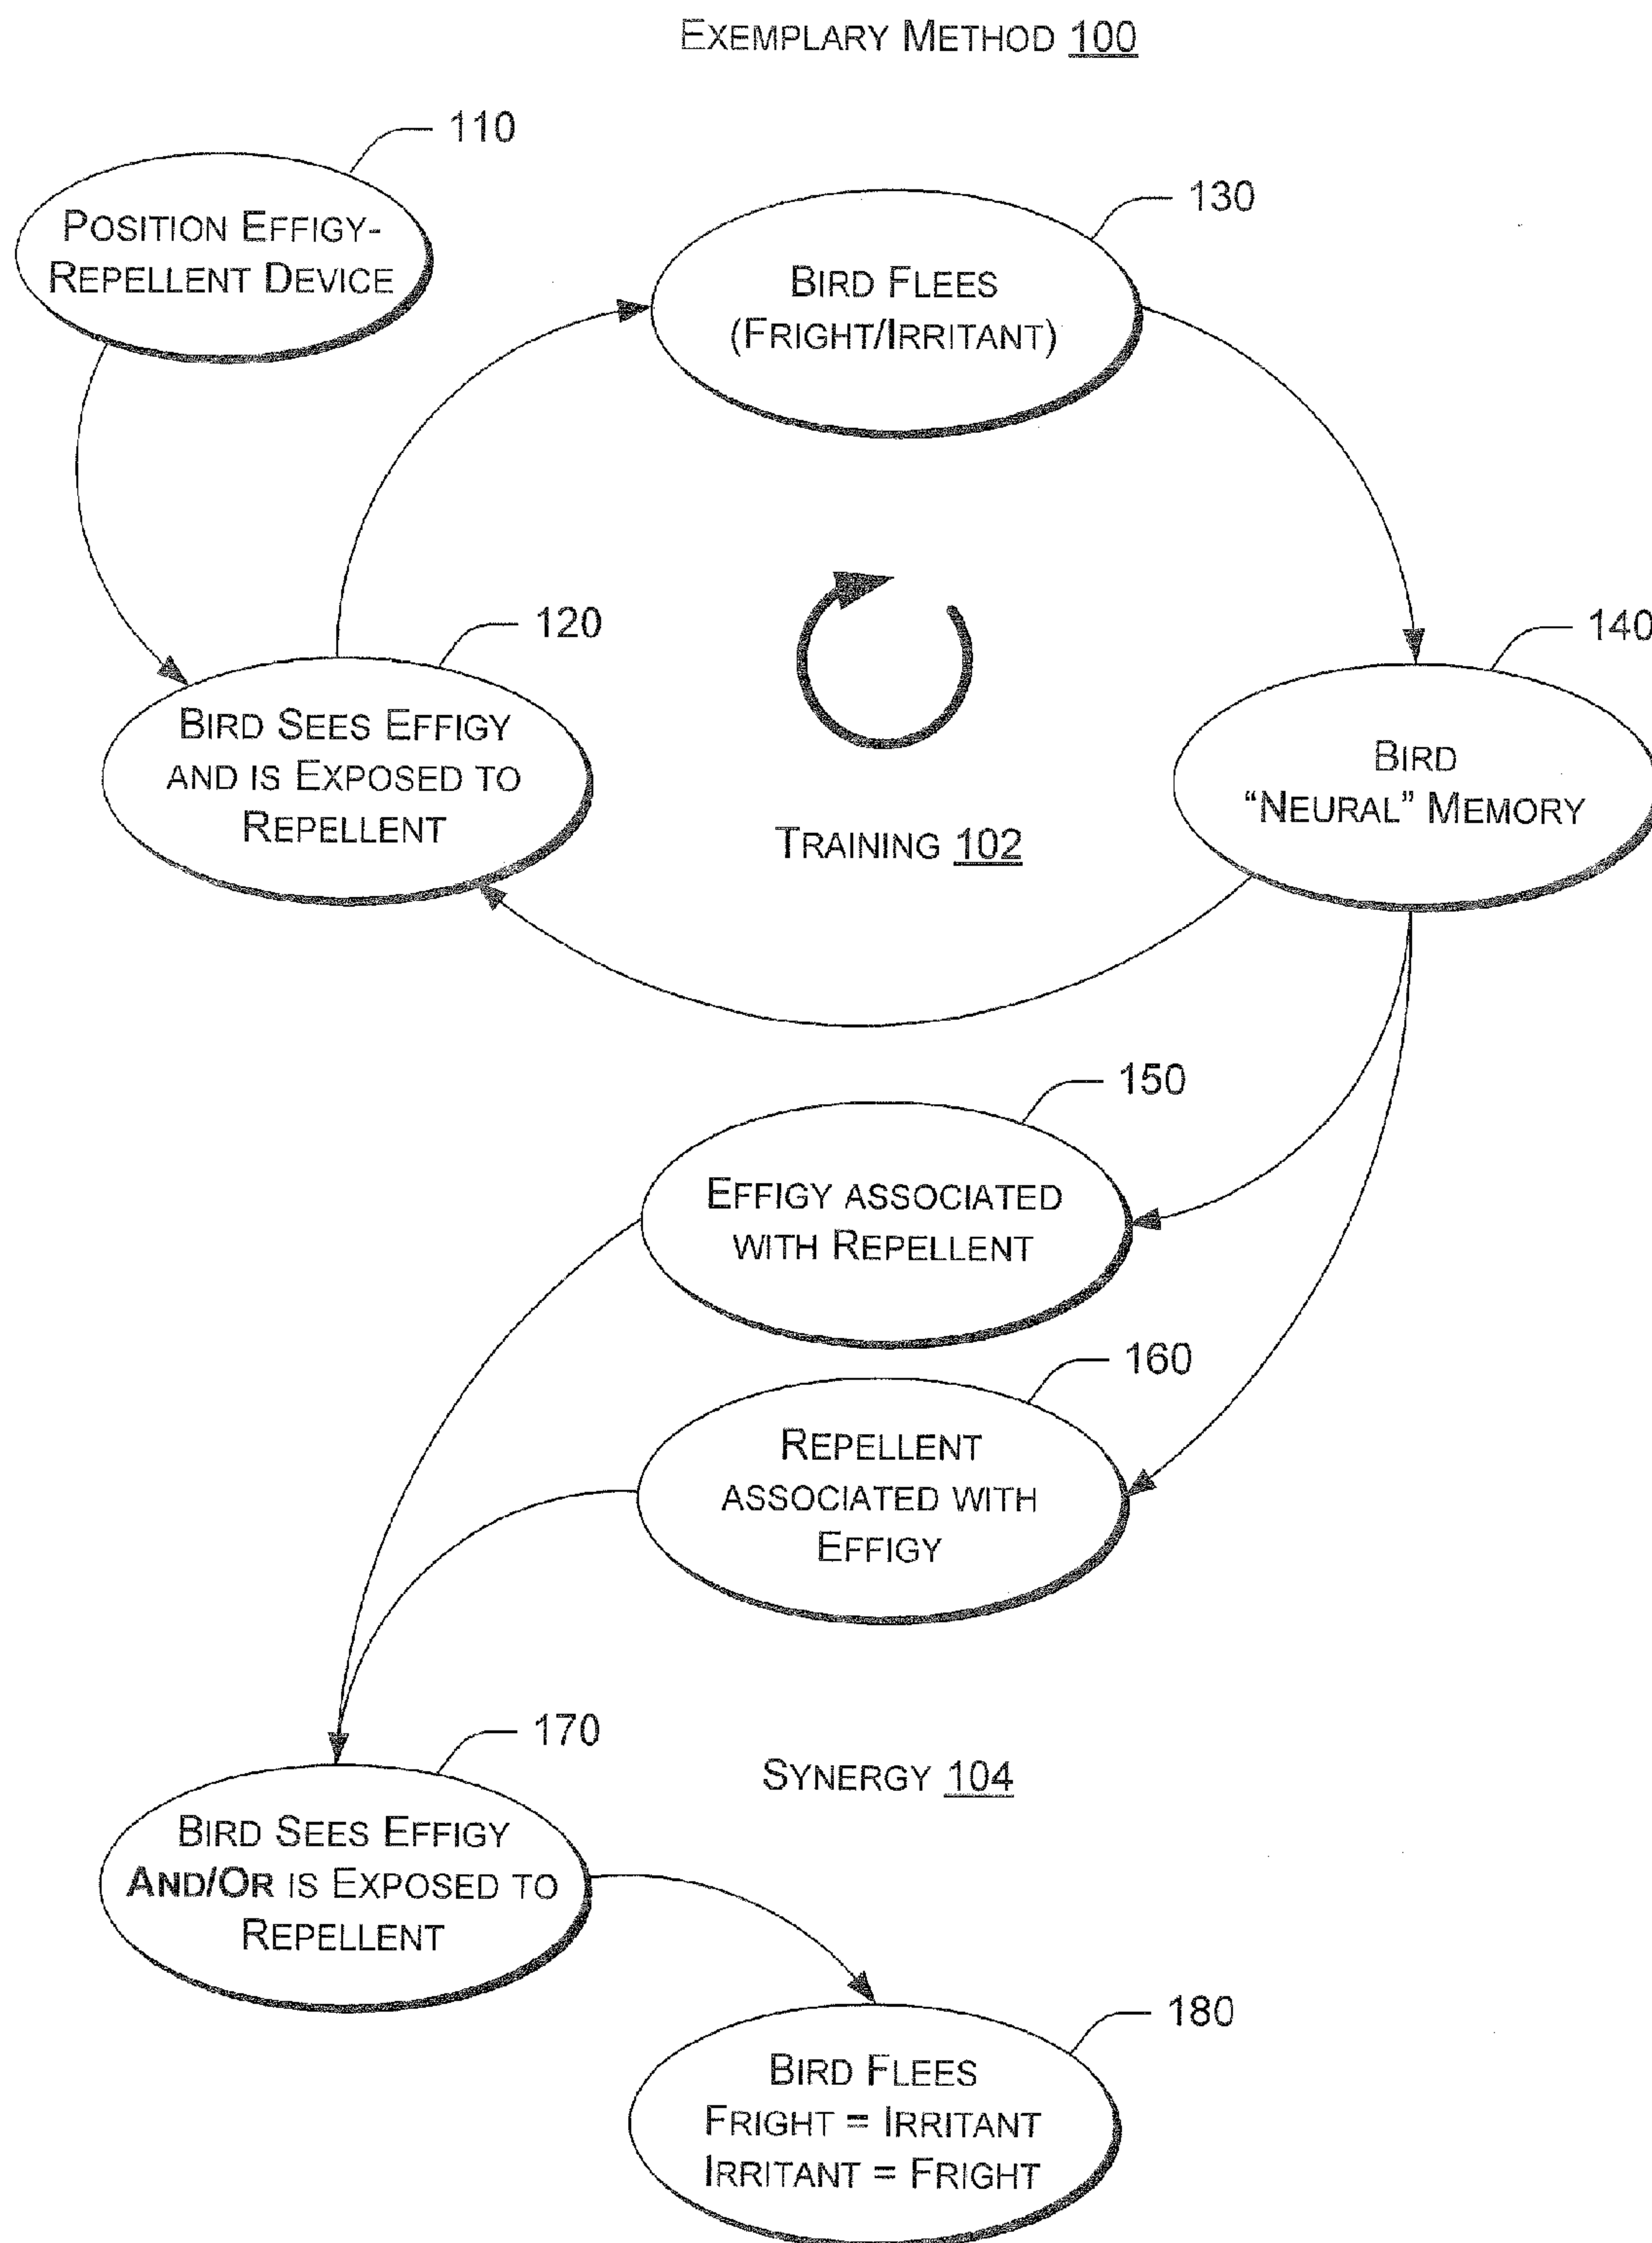 EXEMPLARY METHOD 100
110
POSITION EFFIGY-
REPELLENT DEVICE
130
BIRD FLEES
(FRIGHT/IRRITANT)
120
BIRD SEES EFFIGY
AND IS EXPOSED TO
REPELLENT
140
BIRD
“NEURAL” MEMORY
TRAINING 102
150
EFFIGY ASSOCIATED
WITH REPELLENT
160
REPELLENT
ASSOCIATED WITH
EFFIGY
170
BIRD SEES EFFIGY
AND/OR IS EXPOSED TO
REPELLENT
SYNERGY 104
180
BIRD FLEES
FRIGHT = IRRITANT
IRRITANT = FRIGHT